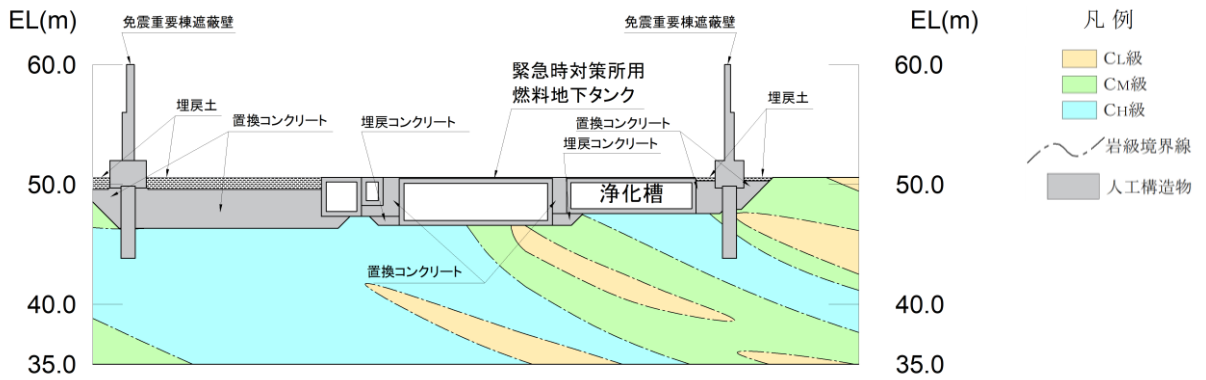 EL(m)
免震重要棟遮蔽壁
免震重要棟遮蔽壁
EL(m)
凡 例
60.0
60.0
CL級
CM級
CH級
岩級境界線
人工構造物
緊急時対策所用
燃料地下タンク
埋戻土
置換コンクリート
埋戻コンクリート
置換コンクリート
埋戻土
埋戻コンクリート
50.0
50.0
浄化槽
置換コンクリート
40.0
40.0
35.0
35.0